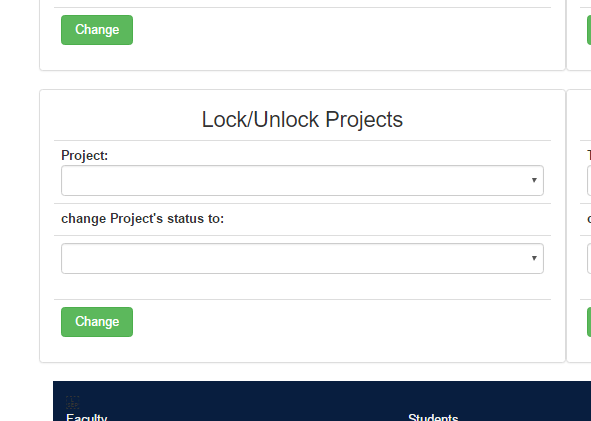 Change
Lock/Unlock Projects
Project:
change Project's status to:
Change
Faculty
Students